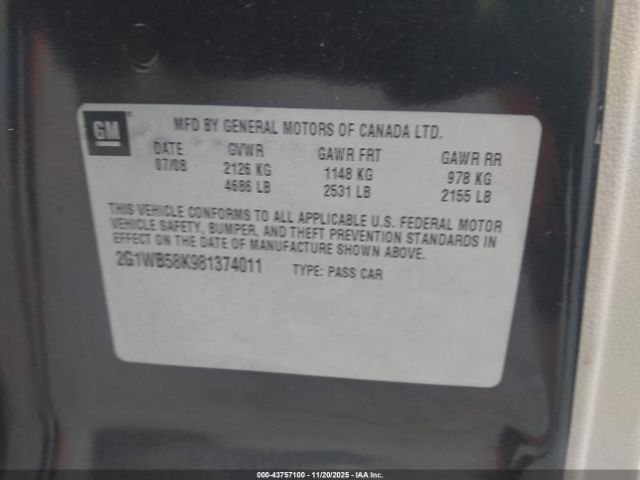 GM
MFD BY GENERAL MOTORS OF CANADA LTD.
DATE GVWR GAWR FRT GAWR RR
07/08 2126 KG 1148 KG 978 KG
4686 LB 2531 LB 2155 LB
THIS VEHICLE CONFORMS TO ALL APPLICABLE U.S. FEDERAL MOTOR
VEHICLE SAFETY, BUMPER, AND THEFT PREVENTION STANDARDS IN
EFFECT ON THE DATE OF MANUFACTURE SHOWN ABOVE.
2G1WB58K981374011 TYPE: PASS CAR
000-43757100 - 11/20/2025 - IAA Inc.